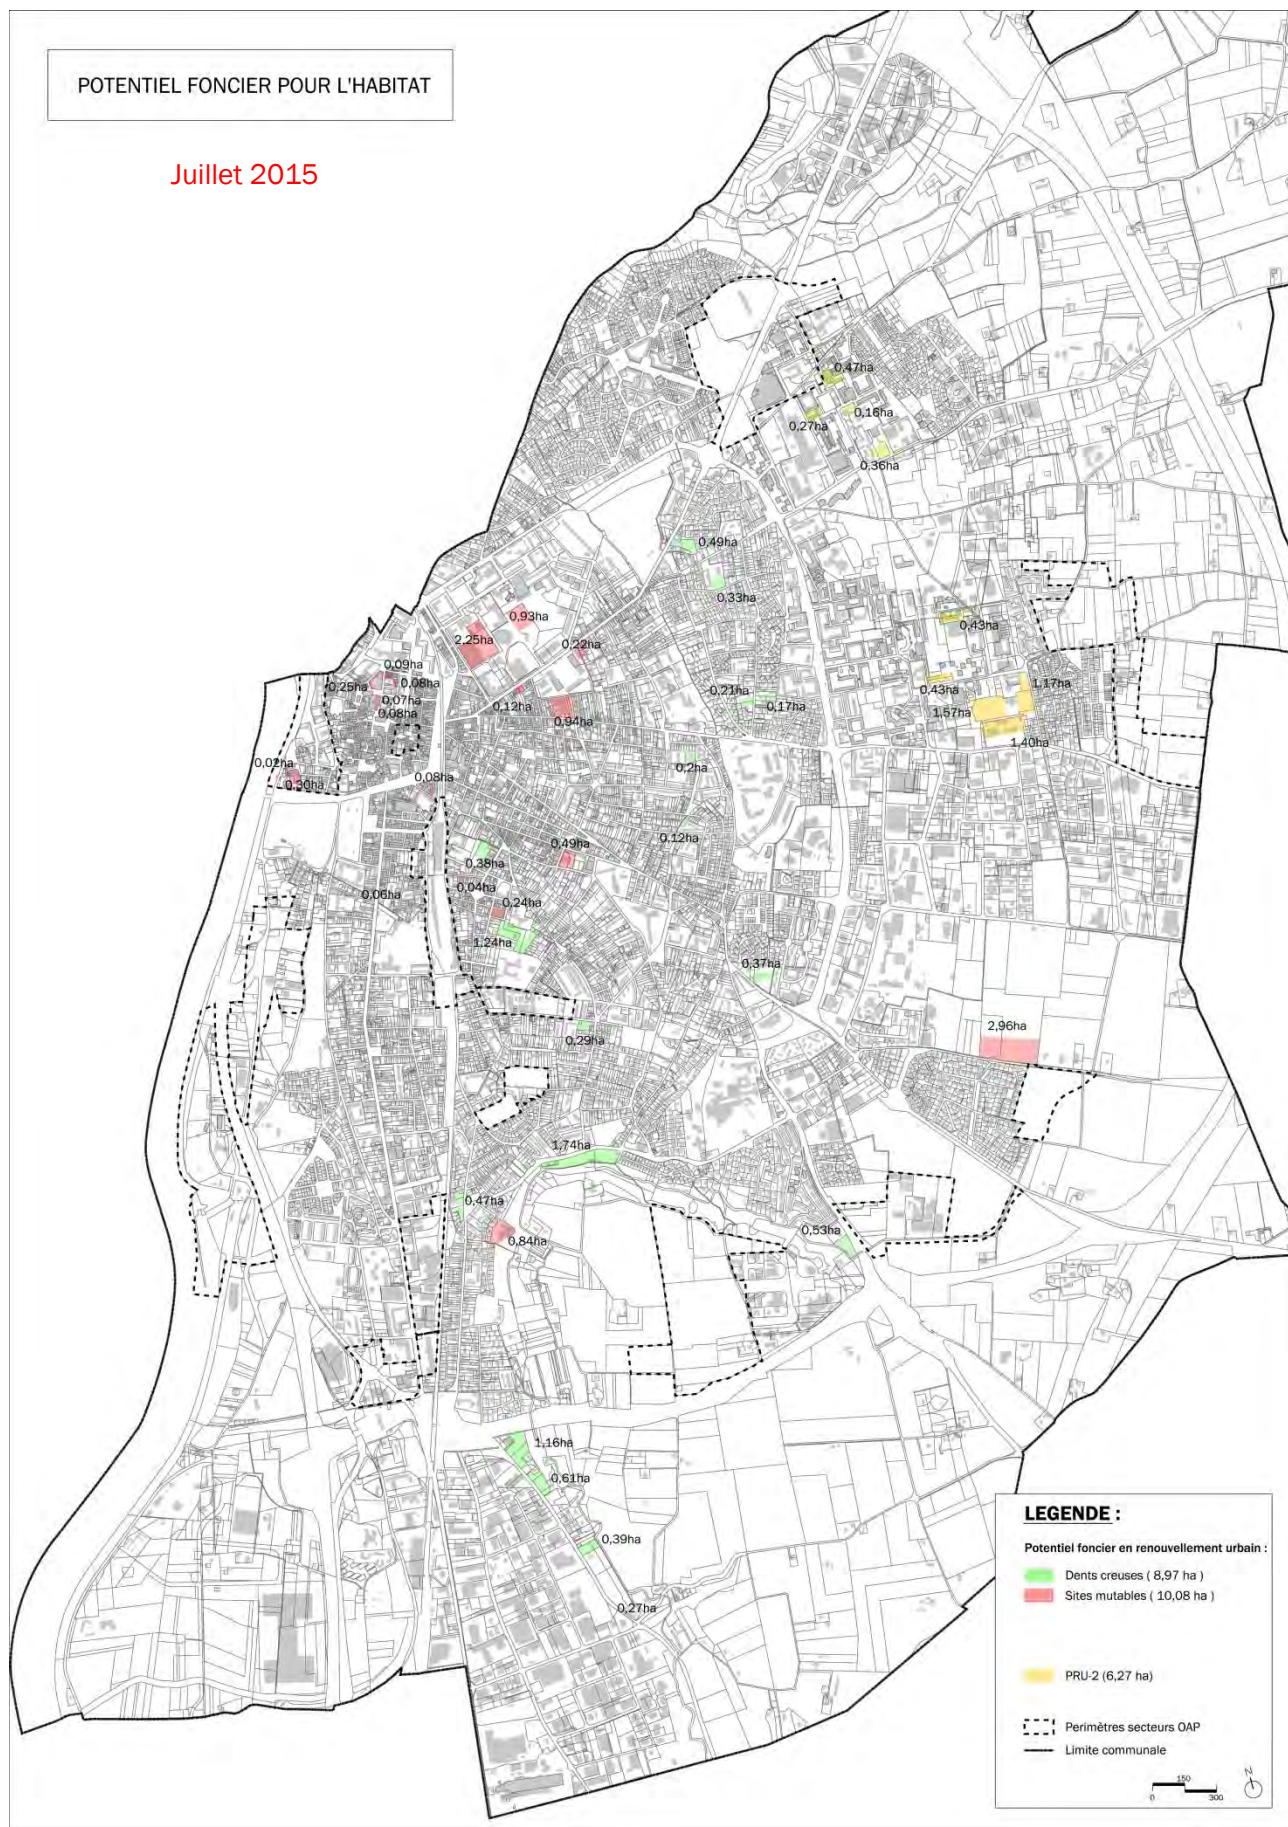 POTENTIEL FONCIER POUR L'HABITAT
Juillet 2015
0,47ha
0,16ha
0,27ha
0,36ha
0,49ha
0,33ha
0,93ha
2,25ha
0,22ha
0,43ha
0,09ha
0,25ha
0,08ha
0,07ha
0,08ha
0,12ha
0,94ha
0,21ha
0,17ha
0,43ha
1,17ha
1,57ha
1,40ha
0,02ha
0,30ha
0,08ha
0,2ha
0,12ha
0,49ha
0,38ha
0,04ha
0,06ha
0,24ha
1,24ha
0,37ha
2,96ha
0,29ha
1,74ha
0,47ha
0,84ha
0,53ha
1,16ha
0,61ha
0,39ha
0,27ha
LEGENDE :
Potentiel foncier en renouvellement urbain :
Dents creuses ( 8,97 ha )
Sites mutables ( 10,08 ha )
PRU-2 (6,27 ha)
Perimètres secteurs OAP
Limite communale
N
150
0 300